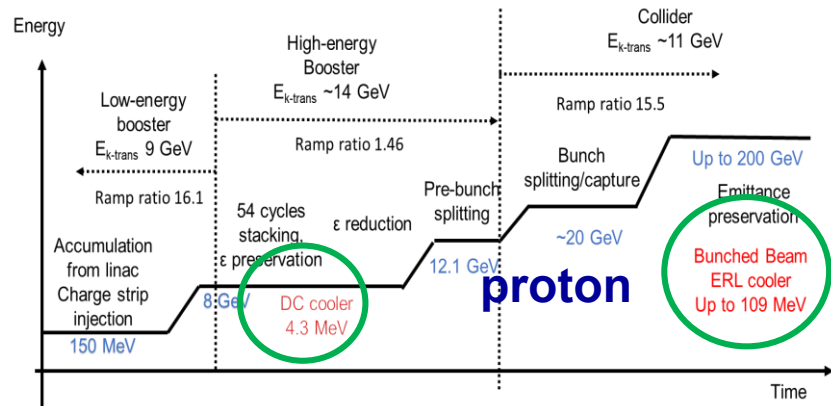 Energy
Low-energy
booster
E_k-trans 9 GeV
Ramp ratio 16.1
High-energy
Booster
E_k-trans ~14 GeV
Ramp ratio 1.46
Collider
E_k-trans ~11 GeV
Ramp ratio 15.5
Accumulation
from linac
Charge strip
injection
150 MeV
8 GeV
54 cycles
stacking,
ε preservation
DC cooler
4.3 MeV
ε reduction
Pre-bunch
splitting
12.1 GeV
Bunch
splitting/capture
~20 GeV
proton
Up to 200 GeV
Emittance
preservation
Bunched Beam
ERL cooler
Up to 109 MeV
Time